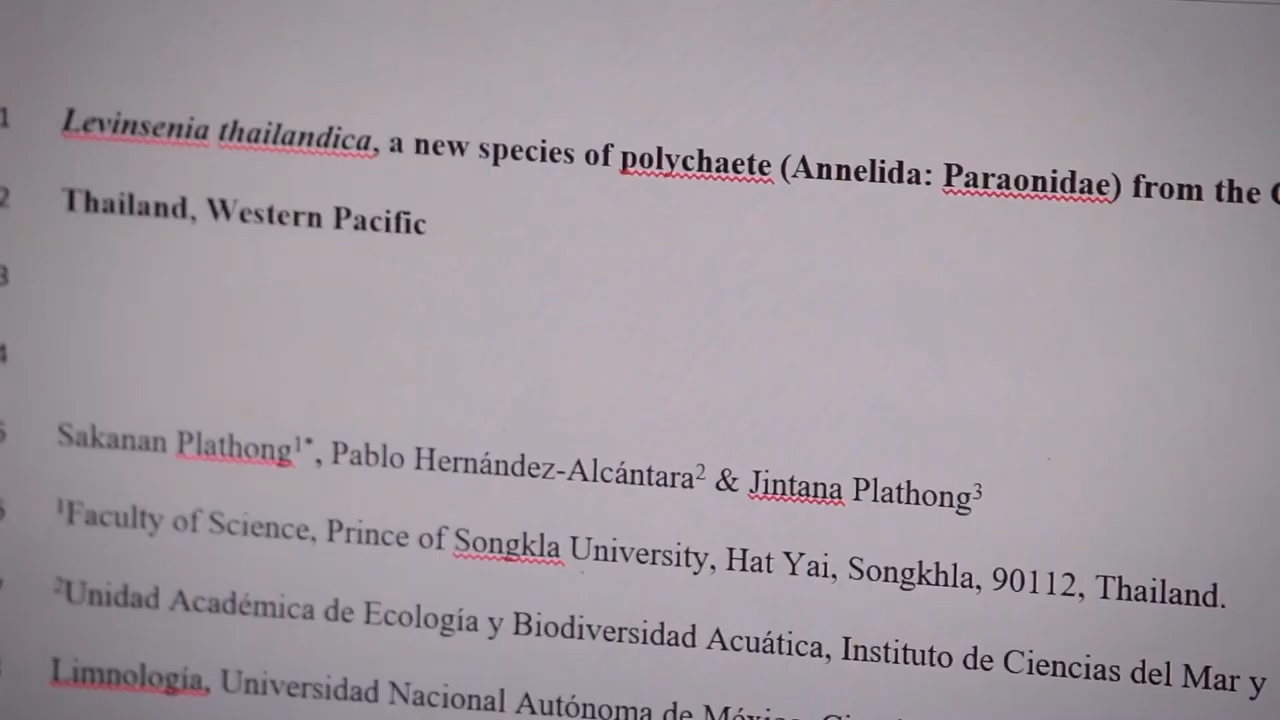 1 Levinsenia thailandica, a new species of polychaete (Annelida: Paraonidae) from the
2 Thailand, Western Pacific
3
4
5 Sakanan Plathong1*, Pablo Hernández-Alcántara2 & Jintana Plathong3
6 1Faculty of Science, Prince of Songkla University, Hat Yai, Songkhla, 90112, Thailand.
7 2Unidad Académica de Ecología y Biodiversidad Acuática, Instituto de Ciencias del Mar y
Limnología, Universidad Nacional Autónoma de México,